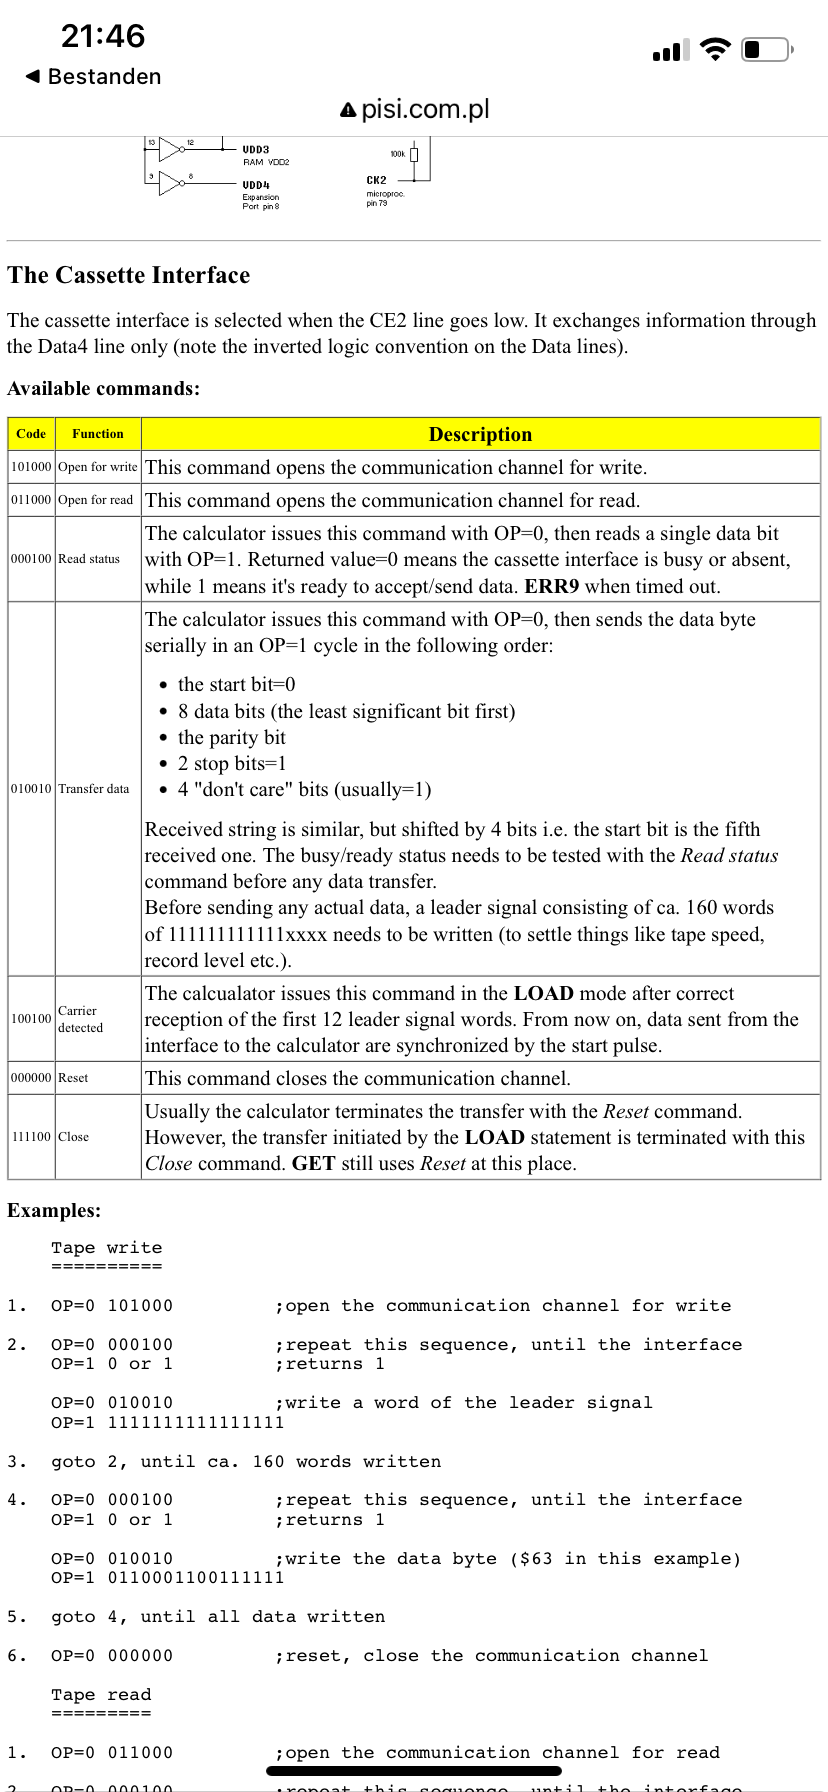 21:46
◀ Bestanden
pisi.com.pl
13 12
VDD3
RAM VDD2
9 8
VDD4
Expansion
Port pin 8
100k
CK2
microproc.
pin 79
The Cassette Interface
The cassette interface is selected when the CE2 line goes low. It exchanges information through
the Data4 line only (note the inverted logic convention on the Data lines).
Available commands:
Code Function Description
101000 Open for write This command opens the communication channel for write.
011000 Open for read This command opens the communication channel for read.
000100 Read status
The calculator issues this command with OP=0, then reads a single data bit
with OP=1. Returned value=0 means the cassette interface is busy or absent,
while 1 means it's ready to accept/send data. ERR9 when timed out.
010010 Transfer data
The calculator issues this command with OP=0, then sends the data byte
serially in an OP=1 cycle in the following order:
• the start bit=0
• 8 data bits (the least significant bit first)
• the parity bit
• 2 stop bits=1
• 4 "don't care" bits (usually=1)
Received string is similar, but shifted by 4 bits i.e. the start bit is the fifth
received one. The busy/ready status needs to be tested with the Read status
command before any data transfer.
Before sending any actual data, a leader signal consisting of ca. 160 words
of 111111111111xxxx needs to be written (to settle things like tape speed,
record level etc.).
100100 Carrier
detected
The calcualator issues this command in the LOAD mode after correct
reception of the first 12 leader signal words. From now on, data sent from the
interface to the calculator are synchronized by the start pulse.
000000 Reset This command closes the communication channel.
111100 Close
Usually the calculator terminates the transfer with the Reset command.
However, the transfer initiated by the LOAD statement is terminated with this
Close command. GET still uses Reset at this place.
Examples:
Tape write
==========
1. OP=0 101000 ;open the communication channel for write
2. OP=0 000100 ;repeat this sequence, until the interface
OP=1 0 or 1 ;returns 1
OP=0 010010 ;write a word of the leader signal
OP=1 1111111111111111
3. goto 2, until ca. 160 words written
4. OP=0 000100 ;repeat this sequence, until the interface
OP=1 0 or 1 ;returns 1
OP=0 010010 ;write the data byte ($63 in this example)
OP=1 0110001100111111
5. goto 4, until all data written
6. OP=0 000000 ;reset, close the communication channel
Tape read
=========
1. OP=0 011000 ;open the communication channel for read
2. OP=0 000100 ;repeat this sequence, until the interface